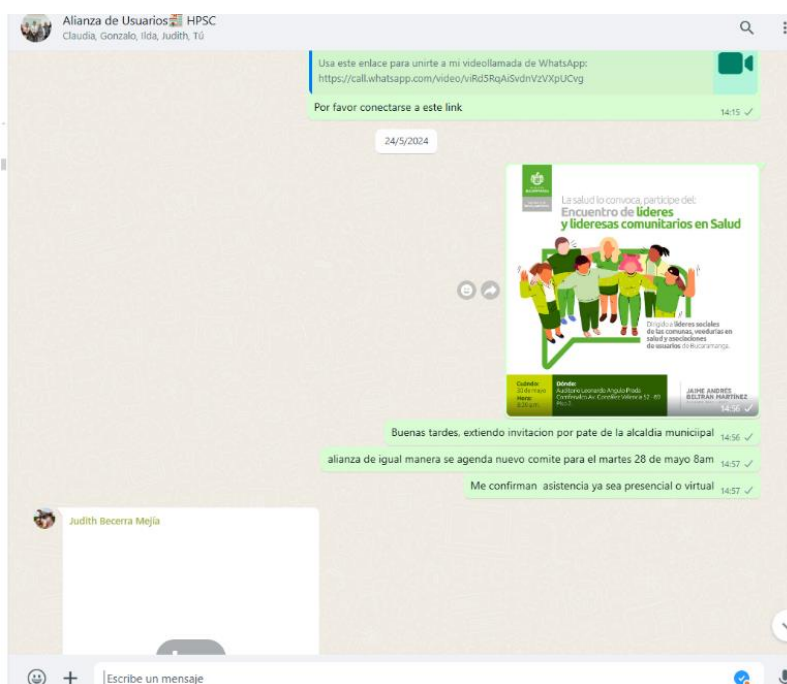 Alianza de Usuarios HPSC
Claudia, Gonzalo, Ilda, Judith, Tú
Usa este enlace para unirte a mi videollamada de WhatsApp:
https://call.whatsapp.com/video/viRd5RqAiSvdnVzVXpUCvg
Por favor conectarse a este link
14:15
24/5/2024
La salud lo convoca, participe del:
Encuentro de líderes
y lideresas comunitarios en Salud
Dirigido a líderes sociales
de las comunas, veedurías en
salud y asociaciones
de usuarios de Bucaramanga.
Cuándo:
Hora:
Dónde:
Auditorio Leonardo Angulo Prada
JAIME ANDRÉS
BELTRÁN MARTÍNEZ
14:56
Buenas tardes, extiendo invitacion por pate de la alcaldia municiipal 14:56
alianza de igual manera se agenda nuevo comite para el martes 28 de mayo 8am 14:57
Me confirman asistencia ya sea presencial o virtual 14:57
Judith Becerra Mejía
Escribe un mensaje